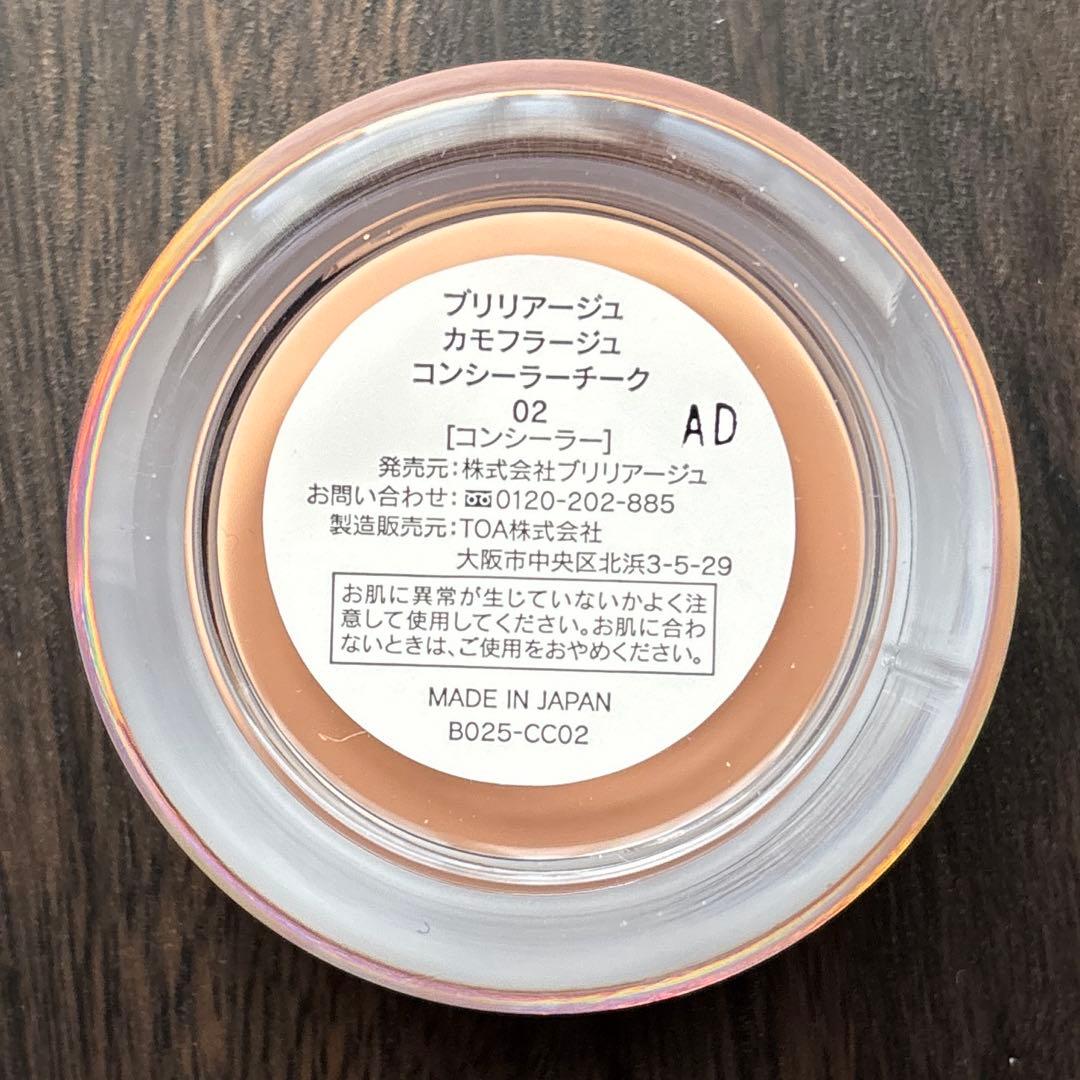 ブリリアージュ
カモフラージュ
コンシーラーチーク
02
AD
[コンシーラー]
発売元:株式会社ブリリアージュ
お問い合わせ:0120-202-885
製造販売元:TOA株式会社
大阪市中央区北浜3-5-29
お肌に異常が生じていないかよく注
意して使用してください。お肌に合わ
ないときは、ご使用をおやめください。
MADE IN JAPAN
B025-CC02